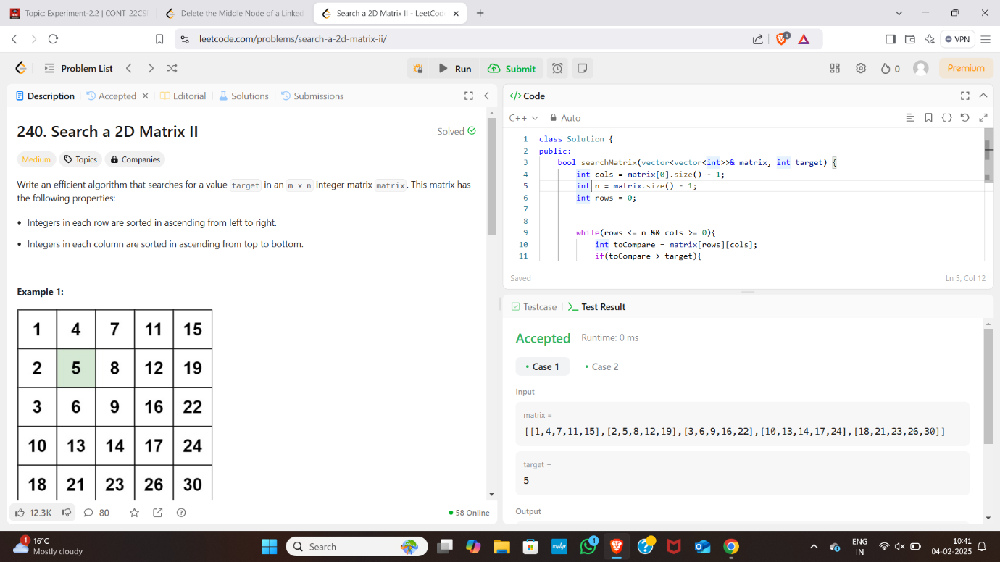 Topic: Experiment-2.2 | CONT_22CSI
Delete the Middle Node of a Linked
Search a 2D Matrix II - LeetCod
leetcode.com/problems/search-a-2d-matrix-ii/
4
VPN
Problem List
Run
Submit
0
Premium
Description
Accepted
Editorial
Solutions
Submissions
240. Search a 2D Matrix II
Solved
Medium
Topics
Companies
Write an efficient algorithm that searches for a value target in an m x n integer matrix matrix. This matrix has
the following properties:
• Integers in each row are sorted in ascending from left to right.
• Integers in each column are sorted in ascending from top to bottom.
Example 1:
1 4 7 11 15
2 5 8 12 19
3 6 9 16 22
10 13 14 17 24
18 21 23 26 30
12.3K
80
58 Online
</> Code
C++
Auto
1 class Solution {
2 public:
3 bool searchMatrix(vector<vector<int>>& matrix, int target) {
4 int cols = matrix[0].size() - 1;
5 int n = matrix.size() - 1;
6 int rows = 0;
7
8
9 while(rows <= n && cols >= 0){
10 int toCompare = matrix[rows][cols];
11 if(toCompare > target){
Saved
Ln 5, Col 12
Testcase
Test Result
Accepted
Runtime: 0 ms
• Case 1
• Case 2
Input
matrix =
[[1,4,7,11,15],[2,5,8,12,19],[3,6,9,16,22],[10,13,14,17,24],[18,21,23,26,30]]
target =
5
Output
1
16°C
Mostly cloudy
Search
myHP
1
ENG
IN
10:41
04-02-2025